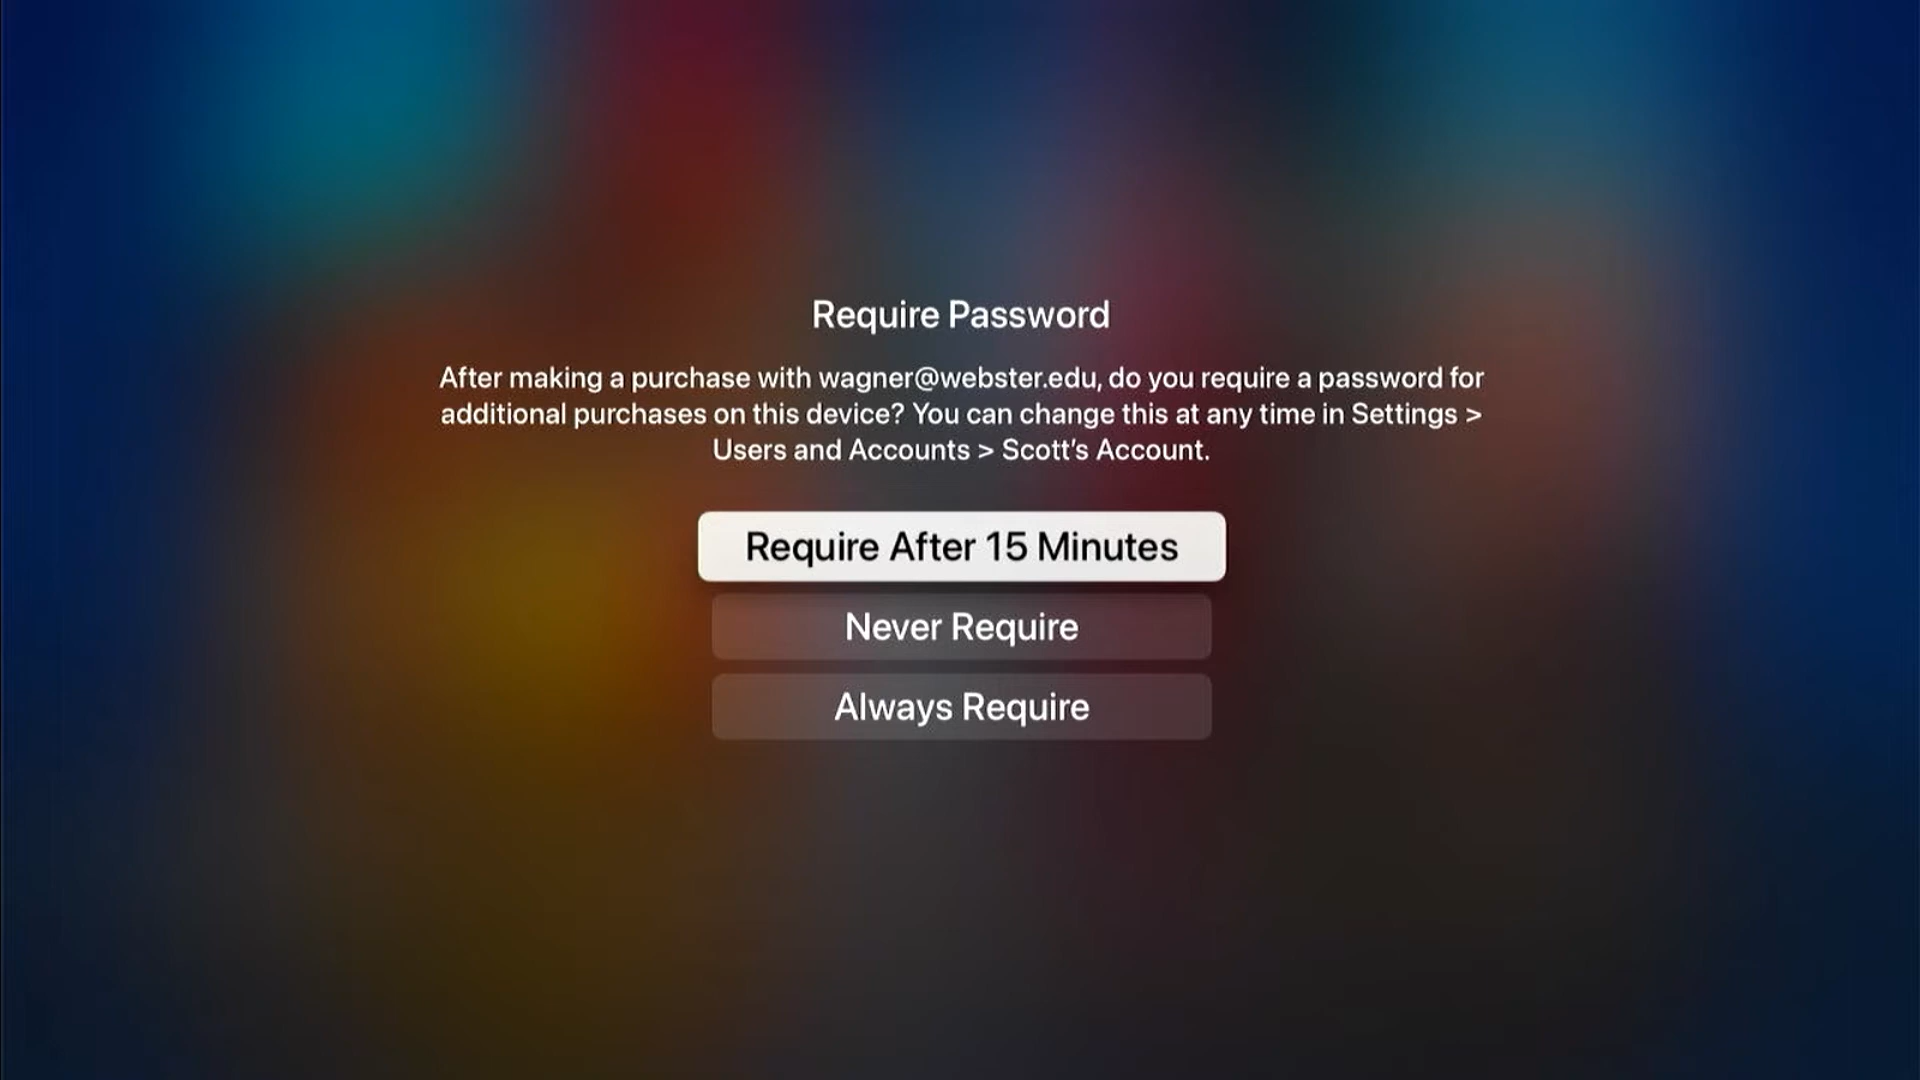 Require Password
After making a purchase with wagner@webster.edu, do you require a password for
additional purchases on this device? You can change this at any time in Settings >
Users and Accounts > Scott's Account.
Require After 15 Minutes
Never Require
Always Require